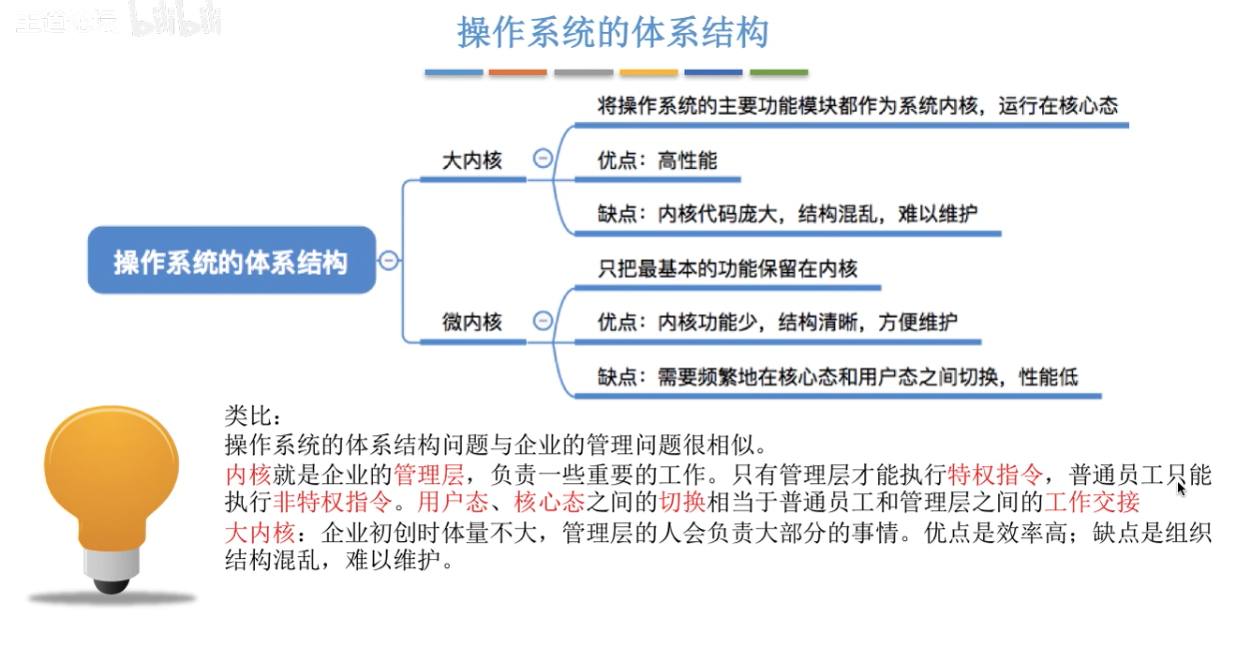 bilibili
操作系统的体系结构
将操作系统的主要功能模块都作为系统内核，运行在核心态
大内核
优点：高性能
缺点：内核代码庞大，结构混乱，难以维护
操作系统的体系结构
只把最基本的功能保留在内核
微内核
优点：内核功能少，结构清晰，方便维护
缺点：需要频繁地在核心态和用户态之间切换，性能低
类比：
操作系统的体系结构问题与企业的管理问题很相似。
内核就是企业的管理层，负责一些重要的工作。只有管理层才能执行特权指令，普通员工只能
执行非特权指令。用户态、核心态之间的切换相当于普通员工和管理层之间的工作交接
大内核：企业初创时体量不大，管理层的人会负责大部分的事情。优点是效率高；缺点是组织
结构混乱，难以维护。